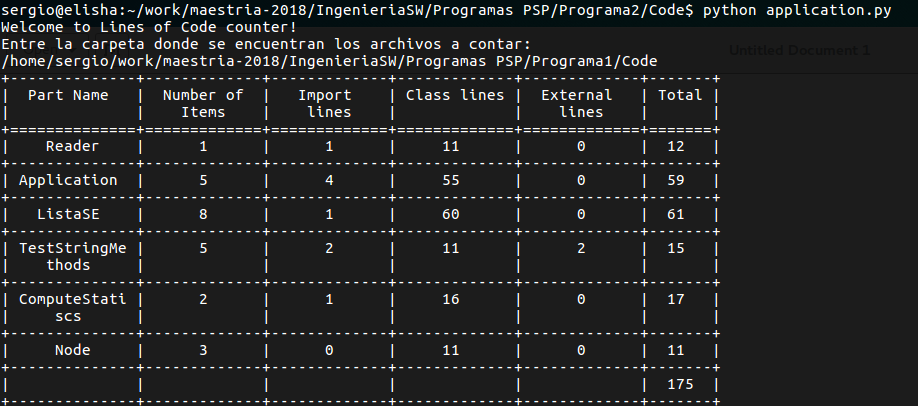 sergio@elisha:~/work/maestria-2018/IngenieriaSW/Programas PSP/Programa2/Code$ python application.py
Welcome to Lines of Code counter!
Entre la carpeta donde se encuentran los archivos a contar:
Untitled Document 1
/home/sergio/work/maestria-2018/IngenieriaSW/Programas PSP/Programa1/Code
+--------------+-------------+-------------+-------------+-------------+-------+
|  Part Name   |  Number of  |   Import    | Class lines |  External   | Total |
|              |    Items    |    lines    |             |    lines    |       |
+==============+=============+=============+=============+=============+=======+
|    Reader    |      1      |      1      |     11      |      0      |  12   |
+--------------+-------------+-------------+-------------+-------------+-------+
| Application  |      5      |      4      |     55      |      0      |  59   |
+--------------+-------------+-------------+-------------+-------------+-------+
|   ListaSE    |      8      |      1      |     60      |      0      |  61   |
+--------------+-------------+-------------+-------------+-------------+-------+
| TestStringMe |      5      |      2      |     11      |      2      |  15   |
|    thods     |             |             |             |             |       |
+--------------+-------------+-------------+-------------+-------------+-------+
| ComputeStati |      2      |      1      |     16      |      0      |  17   |
|     scs      |             |             |             |             |       |
+--------------+-------------+-------------+-------------+-------------+-------+
|     Node     |      3      |      0      |     11      |      0      |  11   |
+--------------+-------------+-------------+-------------+-------------+-------+
|              |             |             |             |             |  175  |
+--------------+-------------+-------------+-------------+-------------+-------+